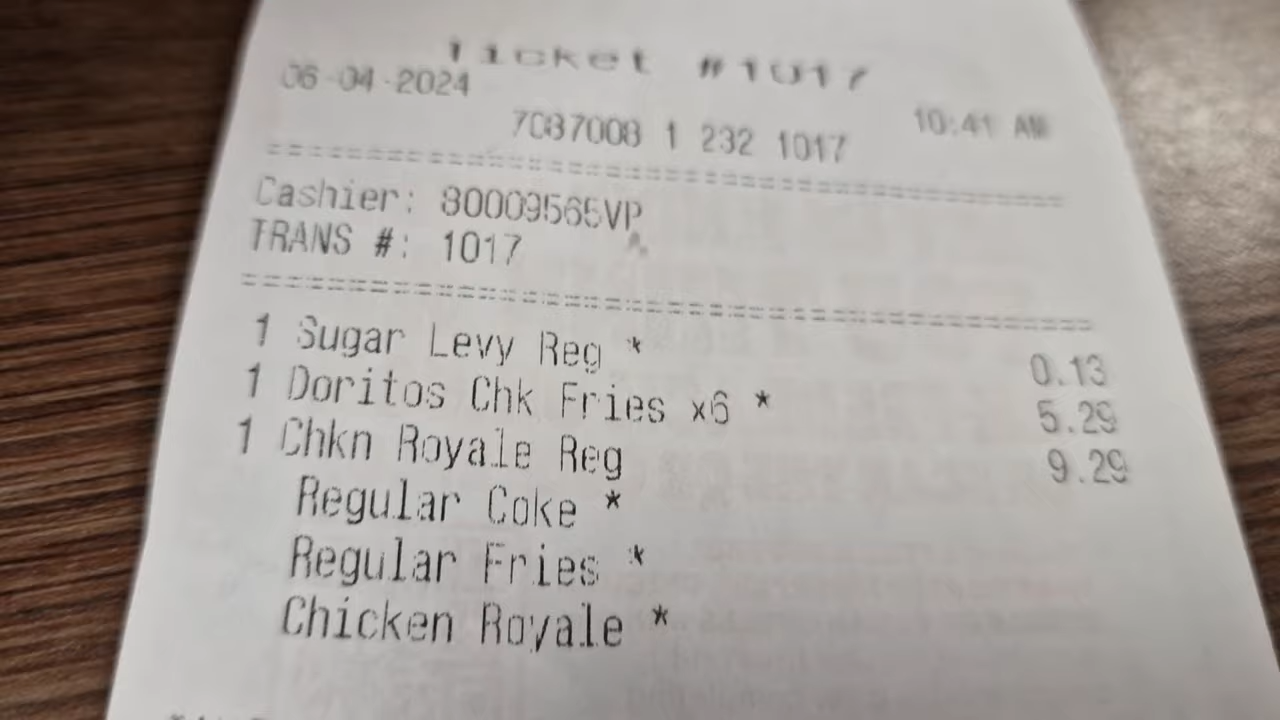 Ticket #1017
06-04-2024
10:41 AM
7087008 1 232 1017
Cashier: 80009565VP
TRANS #: 1017
1 Sugar Levy Reg * 0.13
1 Doritos Chk Fries x6 * 5.29
1 Chkn Royale Reg 9.29
Regular Coke *
Regular Fries *
Chicken Royale *